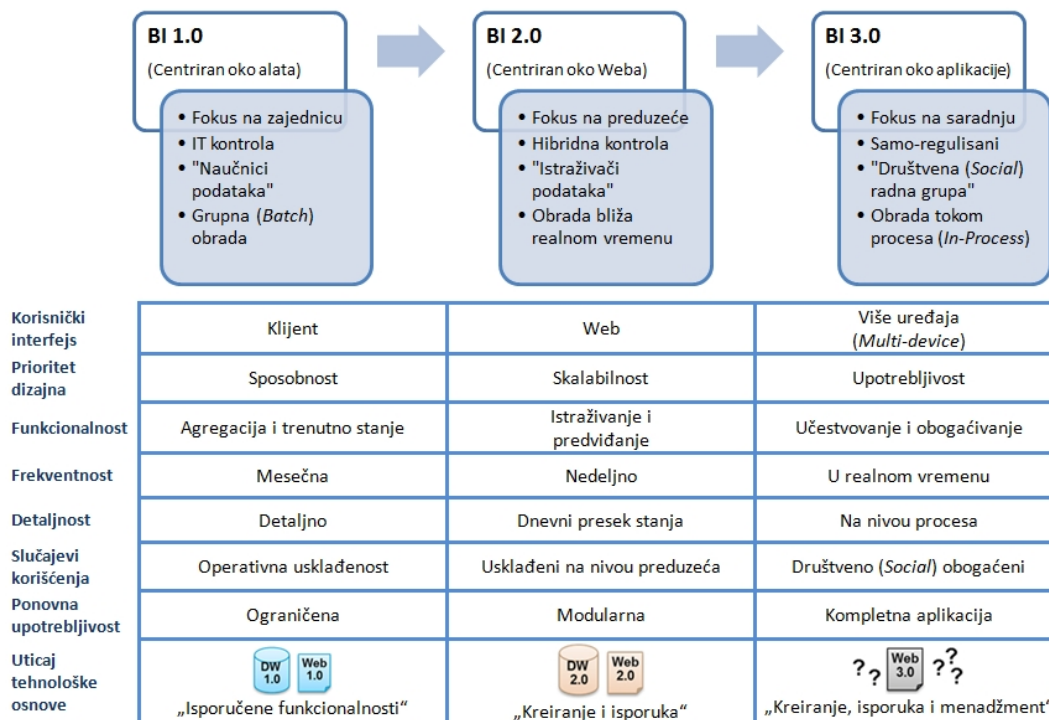 BI 1.0
(Centriran oko alata)
• Fokus na zajednicu
• IT kontrola
• "Naučnici
podataka"
• Grupna (Batch)
obrada
BI 2.0
(Centriran oko Weba)
• Fokus na preduzeće
• Hibridna kontrola
• "Istraživači
podataka"
• Obrada bliža
realnom vremenu
BI 3.0
(Centriran oko aplikacije)
• Fokus na saradnju
• Samo-regulisani
• "Društvena (Social)
radna grupa"
• Obrada tokom
procesa (In-Process)
Korisnički
interfejs
Klijent
Web
Više uređaja
(Multi-device)
Prioritet
dizajna
Sposobnost
Skalabilnost
Upotrebljivost
Funkcionalnost
Agregacija i trenutno stanje
Istraživanje i
predviđanje
Učestvovanje i obogaćivanje
Frekventnost
Mesečna
Nedeljno
U realnom vremenu
Detaljnost
Detaljno
Dnevni presek stanja
Na nivou procesa
Slučajevi
korišćenja
Operativna usklađenost
Usklađeni na nivou preduzeća
Društveno (Social) obogaćeni
Ponovna
upotrebljivost
Ograničena
Modularna
Kompletna aplikacija
Uticaj
tehnološke
osnove
DW
1.0
Web
1.0
„Isporučene funkcionalnosti“
DW
2.0
Web
2.0
„Kreiranje i isporuka“
??
Web
3.0
???
„Kreiranje, isporuka i menadžment“